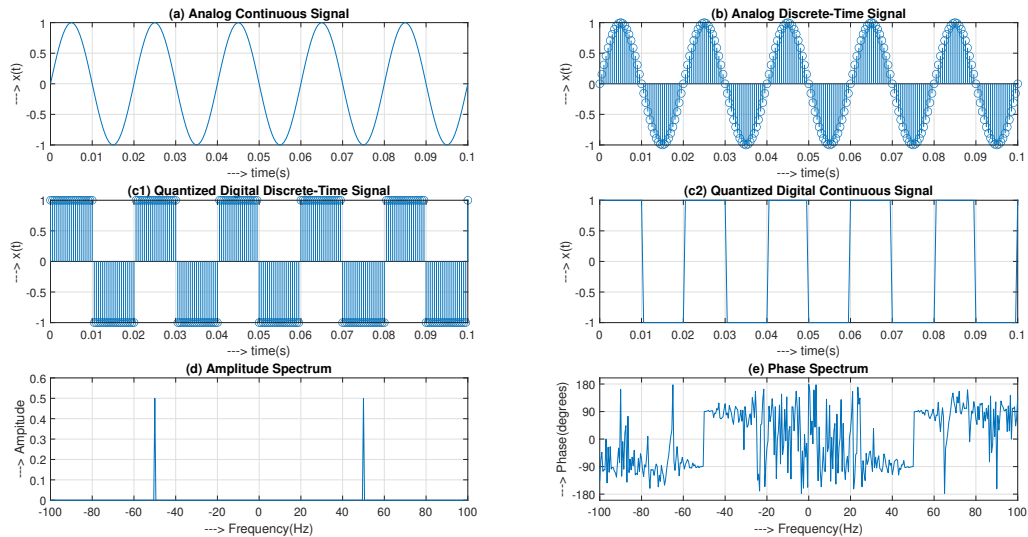 (a) Analog Continuous Signal
1
0.5
0
-0.5
-1
---> x(t)
0 0.01 0.02 0.03 0.04 0.05 0.06 0.07 0.08 0.09 0.1
---> time(s)
(b) Analog Discrete-Time Signal
1
0.5
0
-0.5
-1
---> x(t)
0 0.01 0.02 0.03 0.04 0.05 0.06 0.07 0.08 0.09 0.1
---> time(s)
(c1) Quantized Digital Discrete-Time Signal
1
0.5
0
-0.5
-1
---> x(t)
0 0.01 0.02 0.03 0.04 0.05 0.06 0.07 0.08 0.09 0.1
---> time(s)
(c2) Quantized Digital Continuous Signal
1
0.5
0
-0.5
-1
---> x(t)
0 0.01 0.02 0.03 0.04 0.05 0.06 0.07 0.08 0.09 0.1
---> time(s)
(d) Amplitude Spectrum
0.6
0.5
0.4
0.3
0.2
0.1
0
---> Amplitude
-100 -80 -60 -40 -20 0 20 40 60 80 100
---> Frequency(Hz)
(e) Phase Spectrum
180
90
0
-90
-180
---> Phase(degrees)
-100 -80 -60 -40 -20 0 20 40 60 80 100
---> Frequency(Hz)